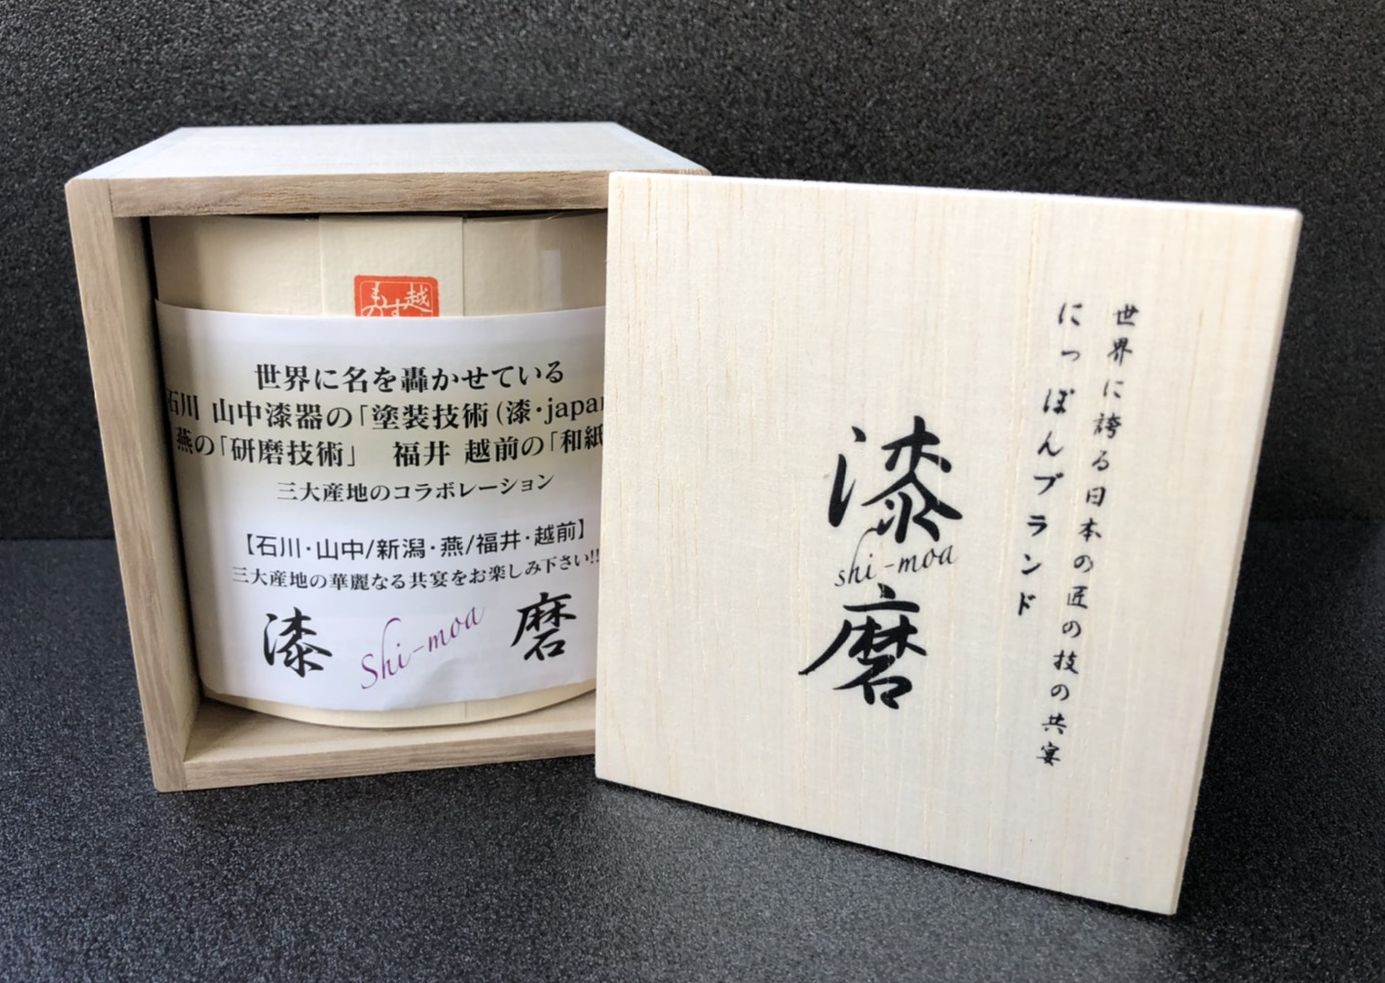 越
もの
すけ
世界に名を轟かせている
石川 山中漆器の「塗装技術(漆・japan
燕の「研磨技術」 福井 越前の「和紙
三大産地のコラボレーション
【石川・山中/新潟・燕/福井・越前】
三大産地の華麗なる共宴をお楽しみ下さい!!
漆 Shi-moa 磨
世界に誇る日本の匠の技の共宴
にっぽんブランド
漆
shi-moa
磨